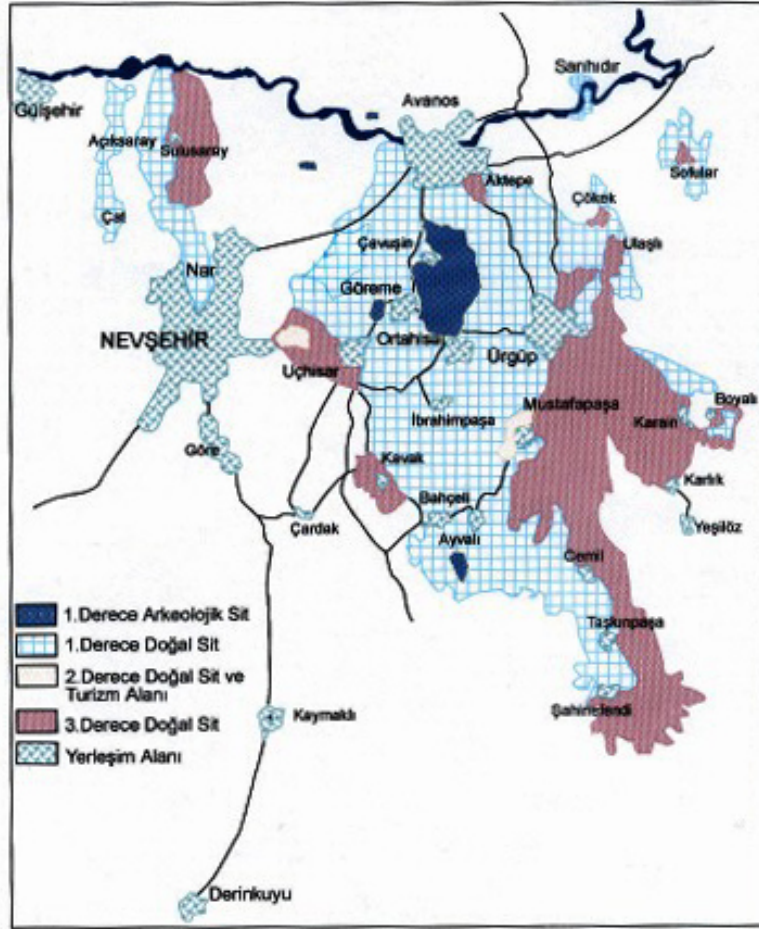 Sarıhıdır
Gülşehir
Avanos
Açıksaray
Sulusaray
Sofular
Aktepe
Çökek
Çat
Çavuşin
Ulaşlı
Nar
Göreme
NEVŞEHİR
Ortahisar
Ürgüp
Uçhisar
Mustafapaşa
Boyalı
İbrahimpaşa
Karain
Göre
Kavak
Karlık
Bahçeli
Çardak
Yeşilöz
Ayvalı
Cemil
1.Derece Arkeolojik Sit
1.Derece Doğal Sit
Taşkınpaşa
2.Derece Doğal Sit ve
Turizm Alanı
Şahinefendi
3.Derece Doğal Sit
Kaymaklı
Yerleşim Alanı
Derinkuyu